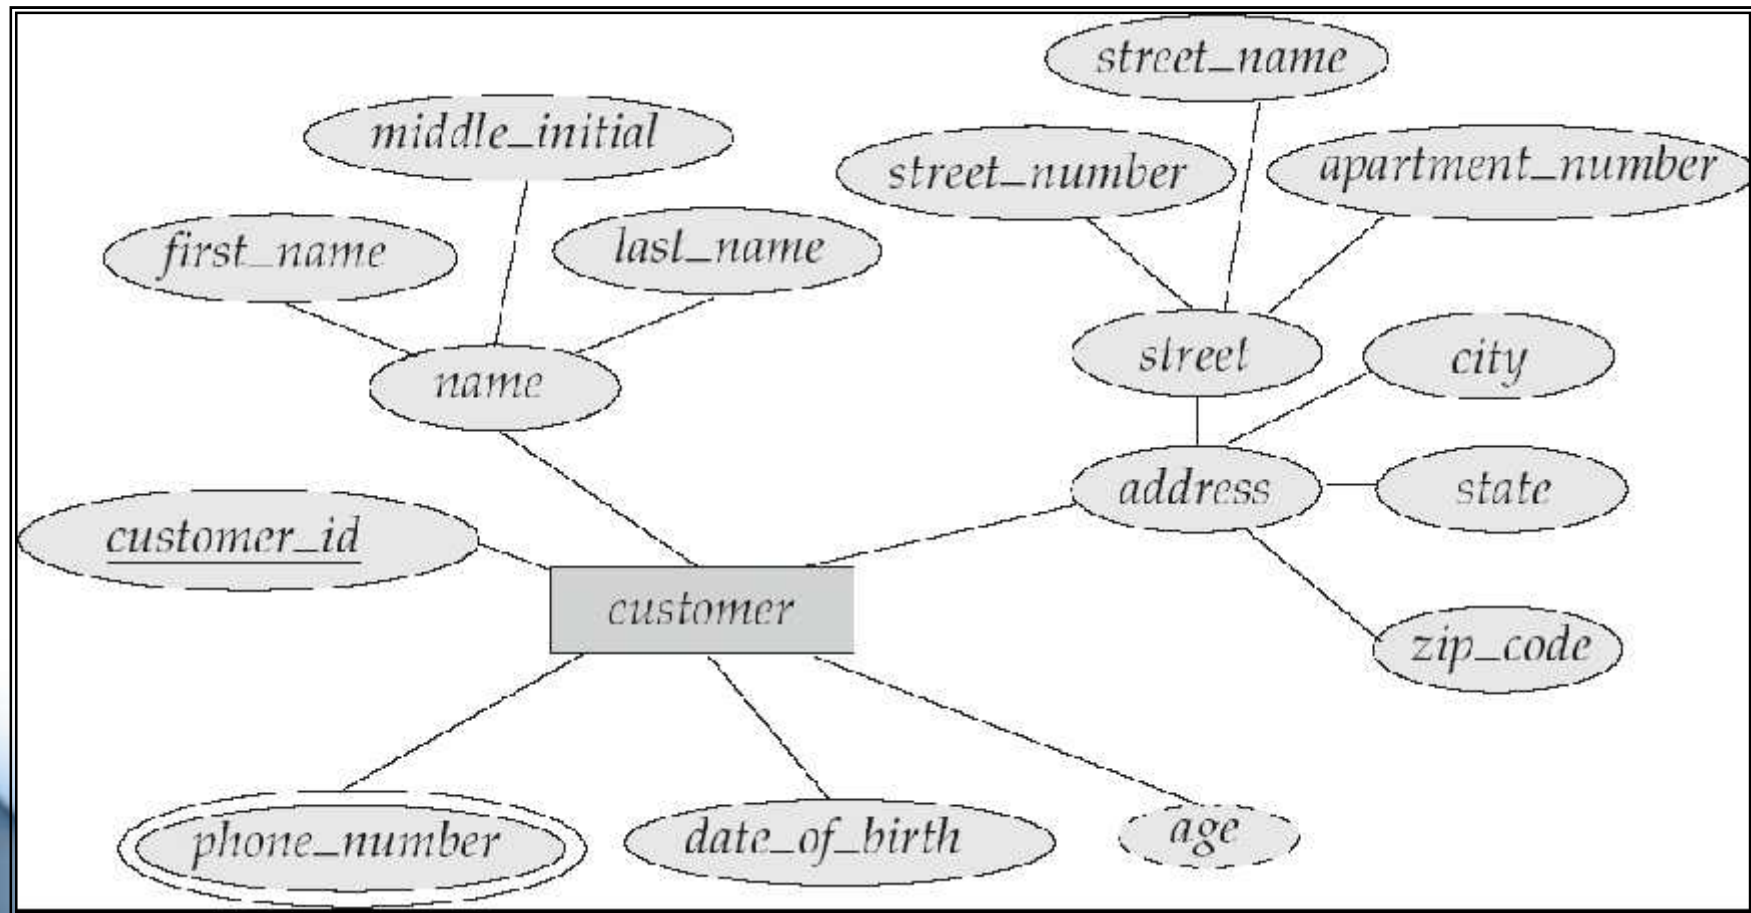 street_name
middle_initial
street_number
apartment_number
first_name
last_name
street
city
name
address
state
customer_id
customer
zip_code
phone_number
date_of_birth
age